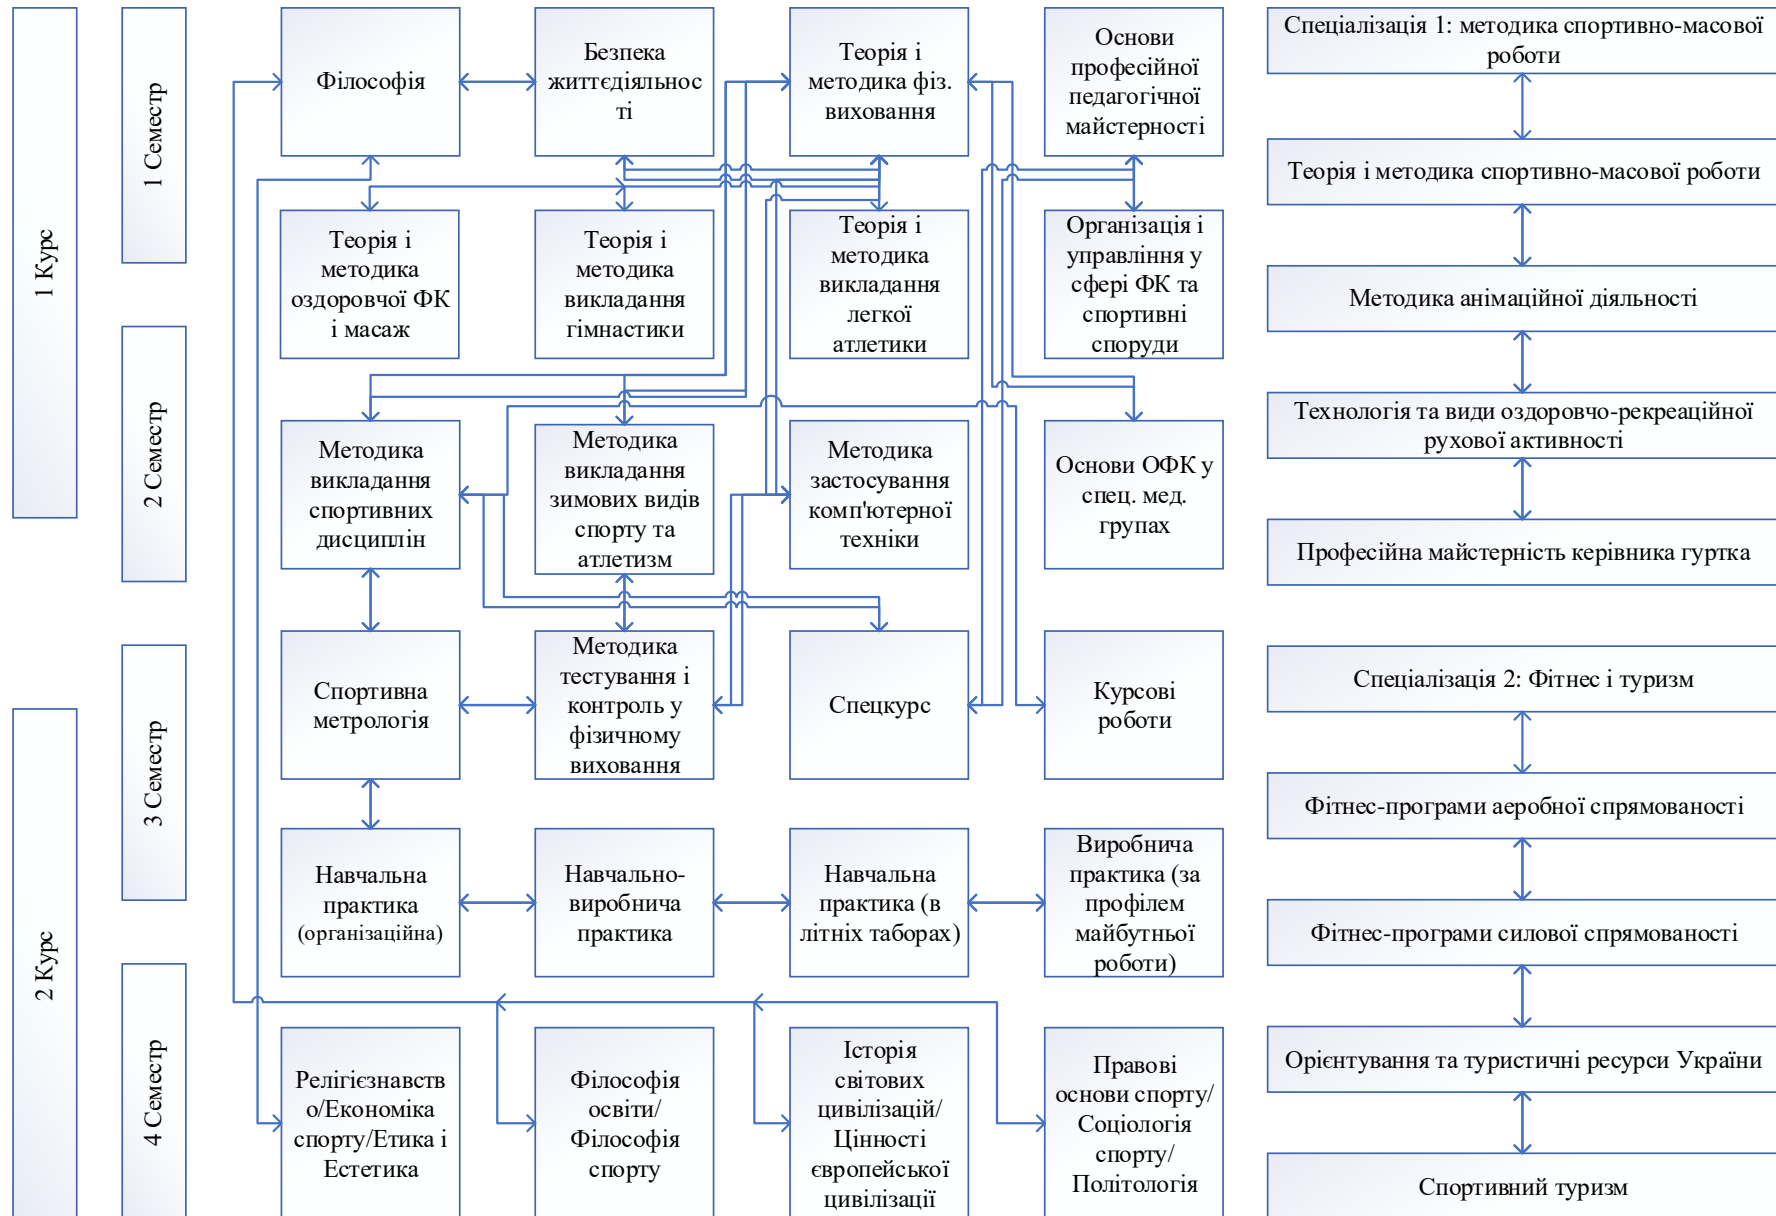 1 Курс
1 Семестр
Філософія
Безпека
життєдіяльнос
ті
Теорія і
методика фіз.
виховання
Основи
професійної
педагогічної
майстерності
Теорія і
методика
оздоровчої ФК
і масаж
Теорія і
методика
викладання
гімнастики
Теорія і
методика
викладання
легкої
атлетики
Організація і
управління у
сфері ФК та
спортивні
споруди
2 Семестр
Методика
викладання
спортивних
дисциплін
Методика
викладання
зимових видів
спорту та
атлетизм
Методика
застосування
комп'ютерної
техніки
Основи ОФК у
спец. мед.
групах
2 Курс
3 Семестр
Спортивна
метрологія
Методика
тестування і
контроль у
фізичному
виховання
Спецкурс
Курсові
роботи
Навчальна
практика
(організаційна)
Навчально-
виробнича
практика
Навчальна
практика (в
літніх таборах)
Виробнича
практика (за
профілем
майбутньої
роботи)
4 Семестр
Релігієзнавств
о/Економіка
спорту/Етика і
Естетика
Філософія
освіти/
Філософія
спорту
Історія
світових
цивілізацій/
Цінності
європейської
цивілізації
Правові
основи спорту/
Соціологія
спорту/
Політологія
Спеціалізація 1: методика спортивно-масової
роботи
Теорія і методика спортивно-масової роботи
Методика анімаційної діяльності
Технологія та види оздоровчо-рекреаційної
рухової активності
Професійна майстерність керівника гуртка
Спеціалізація 2: Фітнес і туризм
Фітнес-програми аеробної спрямованості
Фітнес-програми силової спрямованості
Орієнтування та туристичні ресурси України
Спортивний туризм